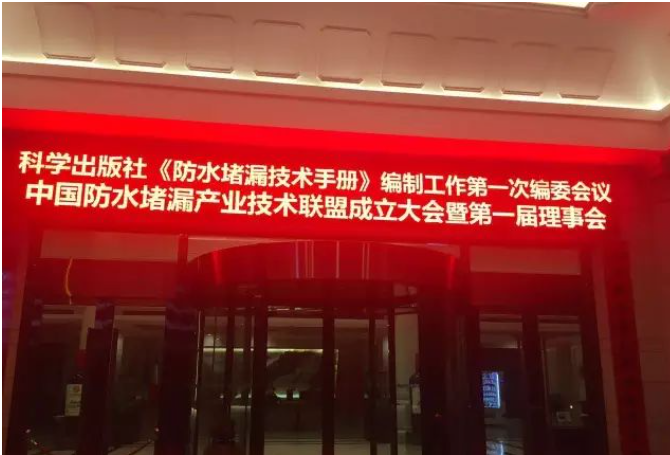 科学出版社《防水堵漏技术手册》编制工作第一次编委会议
中国防水堵漏产业技术联盟成立大会暨第一届理事会